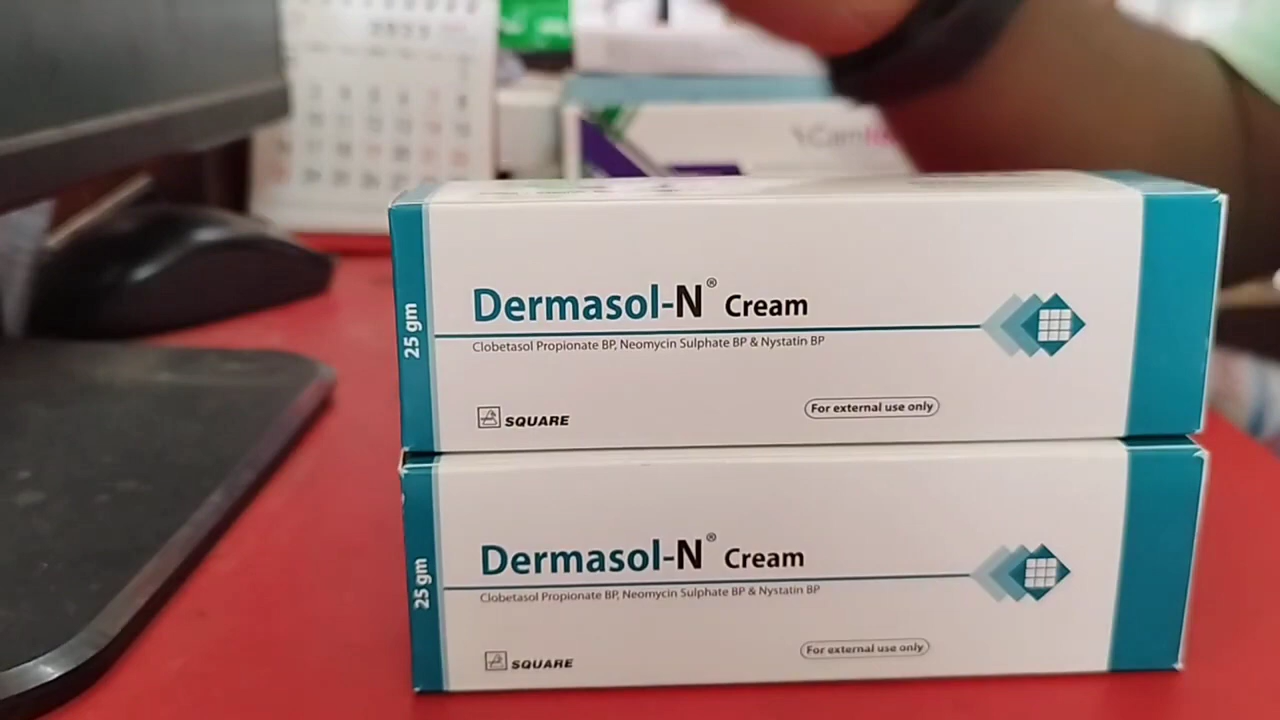 25 gm
Dermasol-N® Cream
Clobetasol Propionate BP, Neomycin Sulphate BP & Nystatin BP
SQUARE
For external use only
25 gm
Dermasol-N® Cream
Clobetasol Propionate BP, Neomycin Sulphate BP & Nystatin BP
SQUARE
For external use only